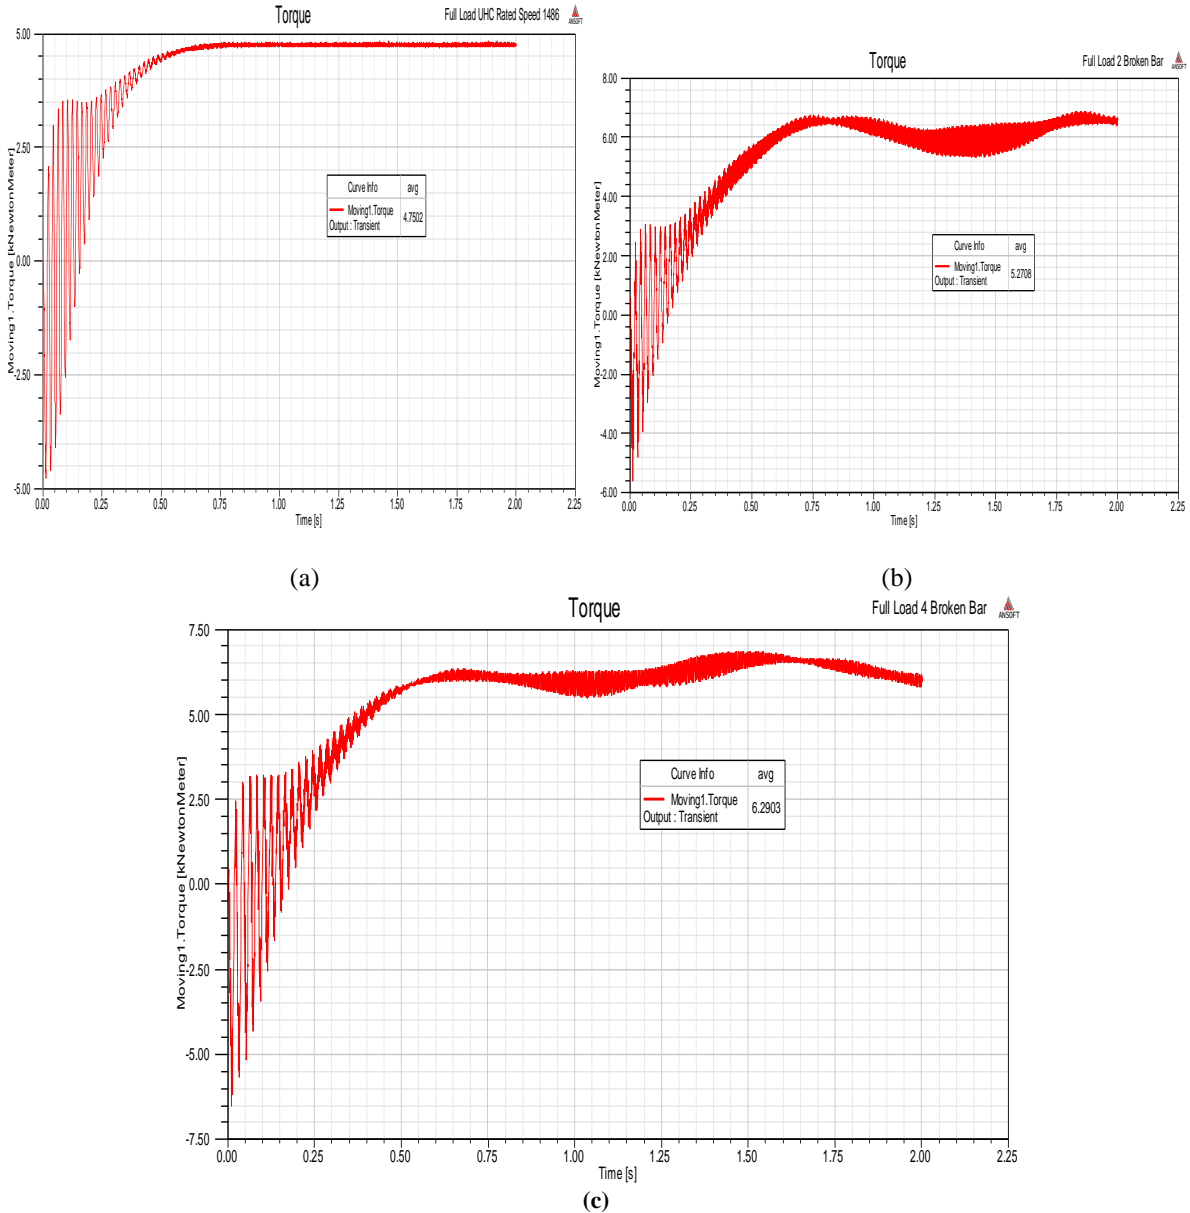 Torque
Full Load UHC Rated Speed 1486
ANSOFT
5.00
2.50
0.00
-2.50
-5.00
Moving1.Torque [kNewtonMeter]
Curve Info avg
Moving1.Torque 4.7502
Output : Transient
0.00 0.25 0.50 0.75 1.00 1.25 1.50 1.75 2.00 2.25
Time [s]
(a)
Torque
Full Load 2 Broken Bar
ANSOFT
8.00
6.00
4.00
2.00
0.00
-2.00
-4.00
-6.00
Moving1.Torque [kNewtonMeter]
Curve Info avg
Moving1.Torque 5.2708
Output : Transient
0.00 0.25 0.50 0.75 1.00 1.25 1.50 1.75 2.00 2.25
Time [s]
(b)
Torque
Full Load 4 Broken Bar
ANSOFT
7.50
5.00
2.50
0.00
-2.50
-5.00
-7.50
Moving1.Torque [kNewtonMeter]
Curve Info avg
Moving1.Torque 6.2903
Output : Transient
0.00 0.25 0.50 0.75 1.00 1.25 1.50 1.75 2.00 2.25
Time [s]
(c)